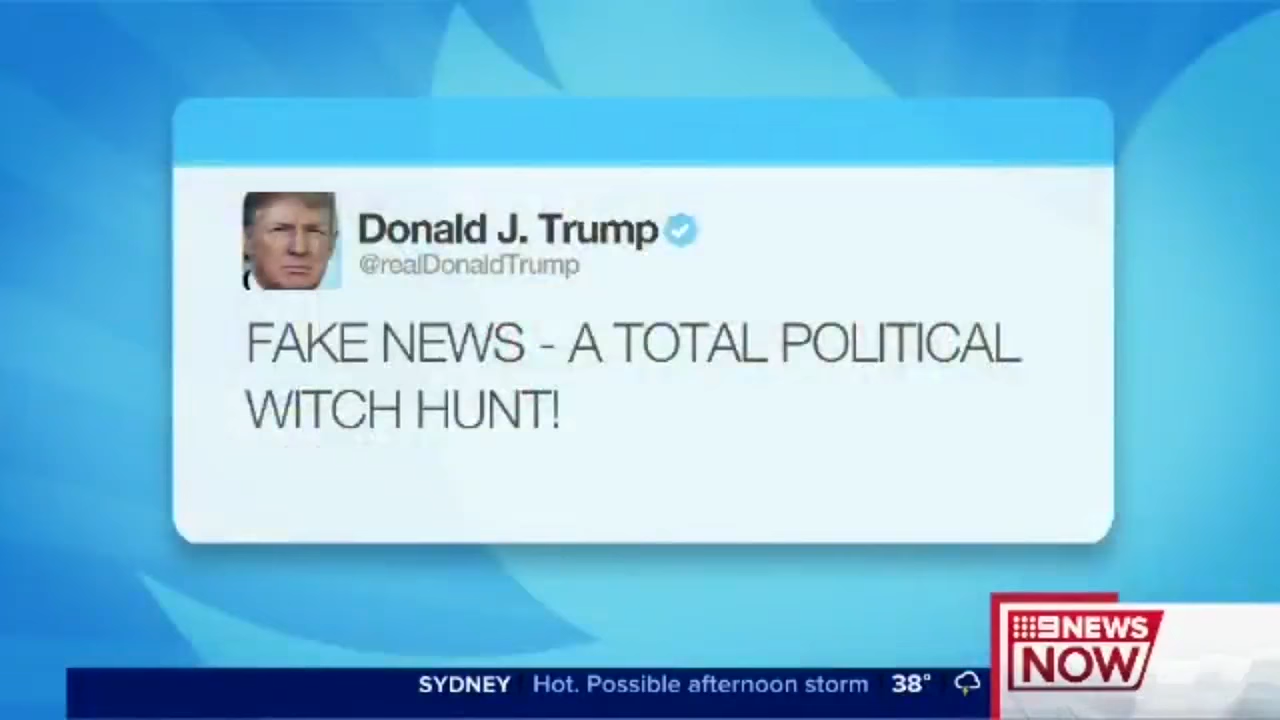 Donald J. Trump
@realDonaldTrump
FAKE NEWS - A TOTAL POLITICAL
WITCH HUNT!
9NEWS
NOW
SYDNEY Hot. Possible afternoon storm 38°